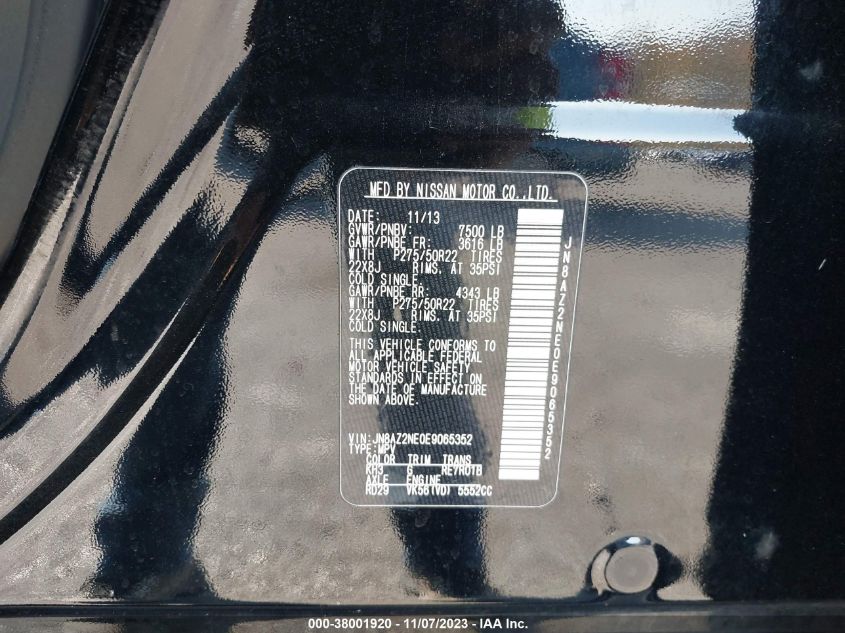 MFD BY NISSAN MOTOR CO.,LTD.
DATE: 11/13
GVWR/PNBV: 7500 LB
GAWR/PNBE FR: 3616 LB
WITH P275/50R22 TIRES
22X8J RIMS. AT 35PSI
COLD SINGLE.
GAWR/PNBE RR: 4343 LB
WITH P275/50R22 TIRES
22X8J RIMS. AT 35PSI
COLD SINGLE.
THIS VEHICLE CONFORMS TO
ALL APPLICABLE FEDERAL
MOTOR VEHICLE SAFETY
STANDARDS IN EFFECT ON
THE DATE OF MANUFACTURE
SHOWN ABOVE.
VIN:JN8AZ2NE0E9065352
TYPE:MPV
COLOR TRIM TRANS
KH3 G RE7R01B
AXLE ENGINE
RD29 VK56(VD) 5552CC
JN8AZ2NE0E9065352
000-38001920 - 11/07/2023 - IAA Inc.